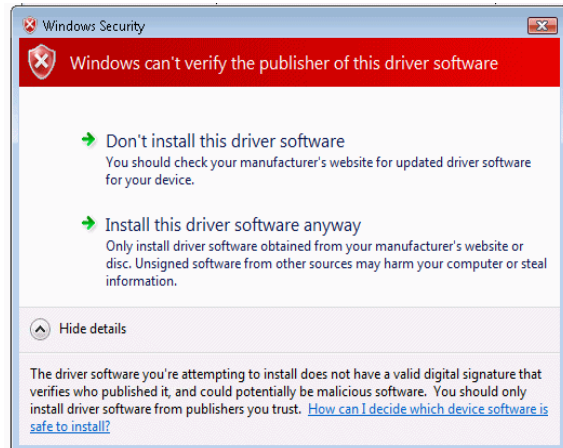 Windows Security
Windows can't verify the publisher of this driver software
Don't install this driver software
You should check your manufacturer's website for updated driver software
for your device.
Install this driver software anyway
Only install driver software obtained from your manufacturer's website or
disc. Unsigned software from other sources may harm your computer or steal
information.
Hide details
The driver software you're attempting to install does not have a valid digital signature that
verifies who published it, and could potentially be malicious software.  You should only
install driver software from publishers you trust.  How can I decide which device software is
safe to install?